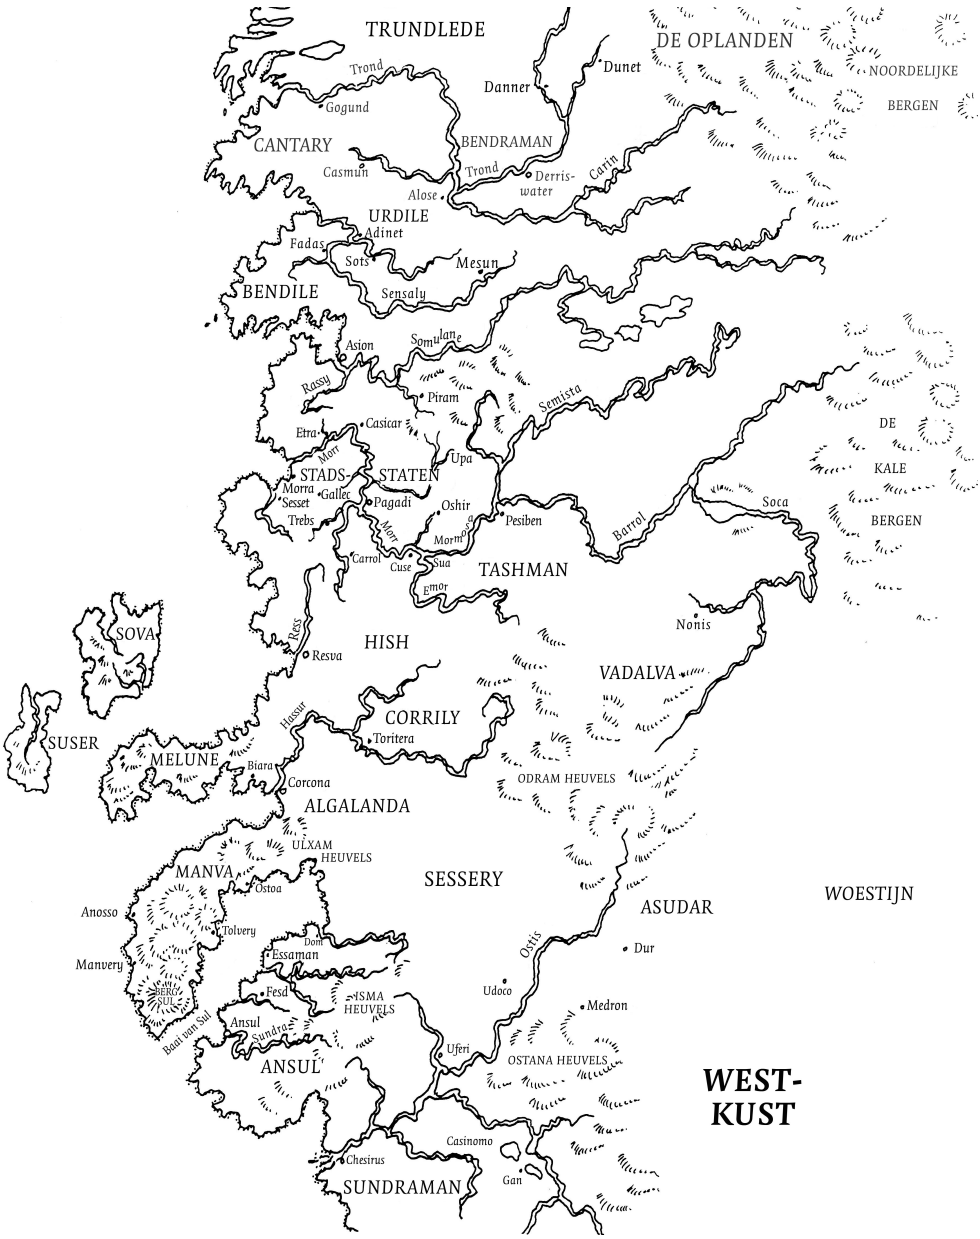 TRUNDLEDE
DE OPLANDEN
Trond
Dunet
NOORDELIJKE
Danner
BERGEN
Gogund
CANTARY
BENDRAMAN
Carin
Casmun
Trond
Derris-
water
Alose
URDILE
Adinet
Fadas
Sots
Mesun
BENDILE
Sensaly
Somulane
Asion
Rassy
Piram
Semista
Etra
Casicar
DE
Morr
Upa
KALE
STADS-
STATEN
Morra
Gallec
Sesset
Pagadi
Oshir
Soca
Trebs
Morr
Mormosa
Pesiben
Barrol
BERGEN
Carrol
Cuse
Sua
TASHMAN
Emor
Nonis
SOVA
Ress
HISH
Resva
VADALVA
Hassur
CORRILY
SUSER
Toritera
MELUNE
Biara
ODRAM HEUVELS
Corcona
ALGALANDA
ULXAM
HEUVELS
MANVA
SESSERY
Ostoa
WOESTIJN
Anosso
ASUDAR
Tolvery
Dom
Ostis
Dur
Essaman
Manvery
BERG
SUL
Fesd
ISMA
HEUVELS
Udoco
Medron
Baai van Sul
Ansul
Sundra
Uferi
OSTANA HEUVELS
ANSUL
WEST-
KUST
Casinomo
Chesirus
Gan
SUNDRAMAN